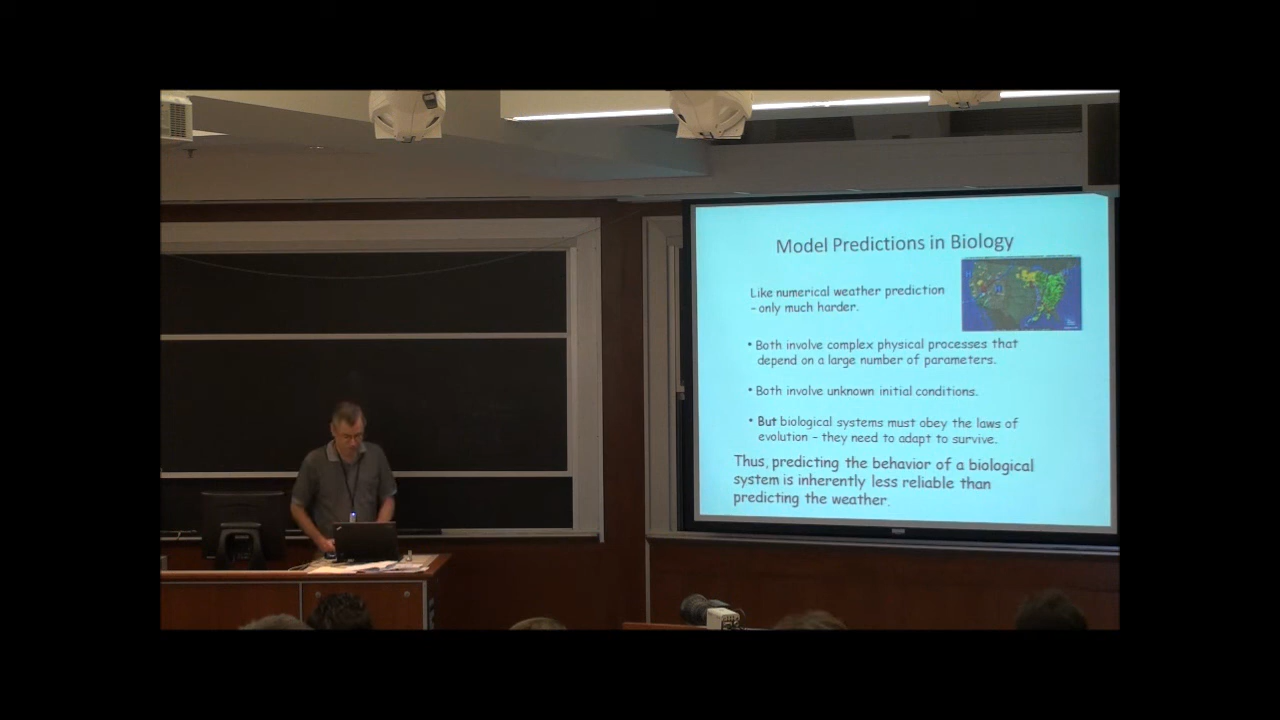 Model Predictions in Biology
Like numerical weather prediction
– only much harder.
• Both involve complex physical processes that
depend on a large number of parameters.
• Both involve unknown initial conditions.
• But biological systems must obey the laws of
evolution – they need to adapt to survive.
Thus, predicting the behavior of a biological
system is inherently less reliable than
predicting the weather.